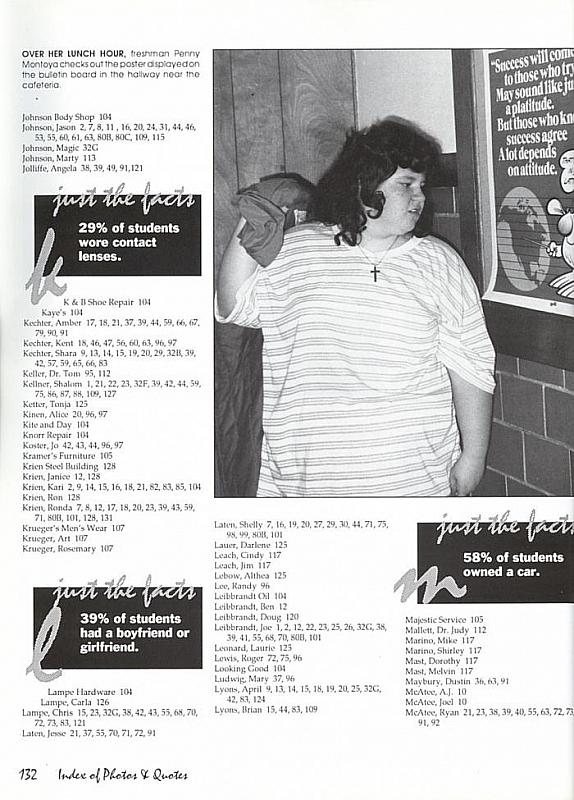 OVER HER LUNCH HOUR, freshman Penny
Montoya checks out the poster displayed on
the bulletin board in the hallway near the
cafeteria.
Johnson Body Shop 104
Johnson, Jason 2, 7, 8, 11 , 16, 20, 24, 31, 44, 46,
53, 55, 60, 61, 63, 80B, 80C, 109, 115
Johnson, Magic 32G
Johnson, Marty 113
Jolliffe, Angela 38, 39, 49, 91,121
just the facts
29% of students
wore contact
lenses.
k
K & B Shoe Repair 104
Kaye's 104
Kechter, Amber 17, 18, 21, 37, 39, 44, 59, 66, 67,
79, 90, 91
Kechter, Kent 18, 46, 47, 56, 60, 63, 96, 97
Kechter, Shara 9, 13, 14, 15, 19, 20, 29, 32B, 39,
42, 57, 59, 65, 66, 83
Keller, Dr. Tom 95, 112
Kellner, Shalom 1, 21, 22, 23, 32F, 39, 42, 44, 59,
75, 86, 87, 88, 109, 127
Ketter, Tonja 125
Kinen, Alice 20, 96, 97
Kite and Day 104
Knorr Repair 104
Koster, Jo 42, 43, 44, 96, 97
Kramer's Furniture 105
Krien Steel Building 128
Krien, Janice 12, 128
Krien, Kari 2, 9, 14, 15, 16, 18, 21, 82, 83, 85, 104
Krien, Ron 128
Krien, Ronda 7, 8, 12, 17, 18, 20, 23, 39, 43, 59,
71, 80B, 101, 128, 131
Krueger's Men's Wear 107
Krueger, Art 107
Krueger, Rosemary 107
just the facts
39% of students
had a boyfriend or
girlfriend.
l
Lampe Hardware 104
Lampe, Carla 126
Lampe, Chris 15, 23, 32G, 38, 42, 43, 55, 68, 70,
72, 73, 83, 121
Laten, Jesse 21, 37, 55, 70, 71, 72, 91
"Success will come
to those who try
May sound like ju
a platitude.
But those who kn
success agree
A lot depends
on attitude.
Laten, Shelly 7, 16, 19, 20, 27, 29, 30, 44, 71, 75,
98, 99, 80B, 101
Lauer, Darlene 125
Leach, Cindy 117
Leach, Jim 117
Lebow, Althea 125
Lee, Randy 96
Leibbrandt Oil 104
Leibbrandt, Ben 12
Leibbrandt, Doug 120
Leibbrandt, Joe 1, 2, 12, 22, 23, 25, 26, 32G, 38,
39, 41, 55, 68, 70, 80B, 101
Leonard, Laurie 125
Lewis, Roger 72, 75, 96
Looking Good 104
Ludwig, Mary 37, 96
Lyons, April 9, 13, 14, 15, 18, 19, 20, 25, 32G,
42, 83, 124
Lyons, Brian 15, 44, 83, 109
just the facts
58% of students
owned a car.
m
Majestic Service 105
Mallett, Dr. Judy 112
Marino, Mike 117
Marino, Shirley 117
Mast, Dorothy 117
Mast, Melvin 117
Maybury, Dustin 36, 63, 91
McAtee, A.J. 10
McAtee, Joel 10
McAtee, Ryan 21, 23, 38, 39, 40, 55, 63, 72, 73
91, 92
132 Index of Photos & Quotes